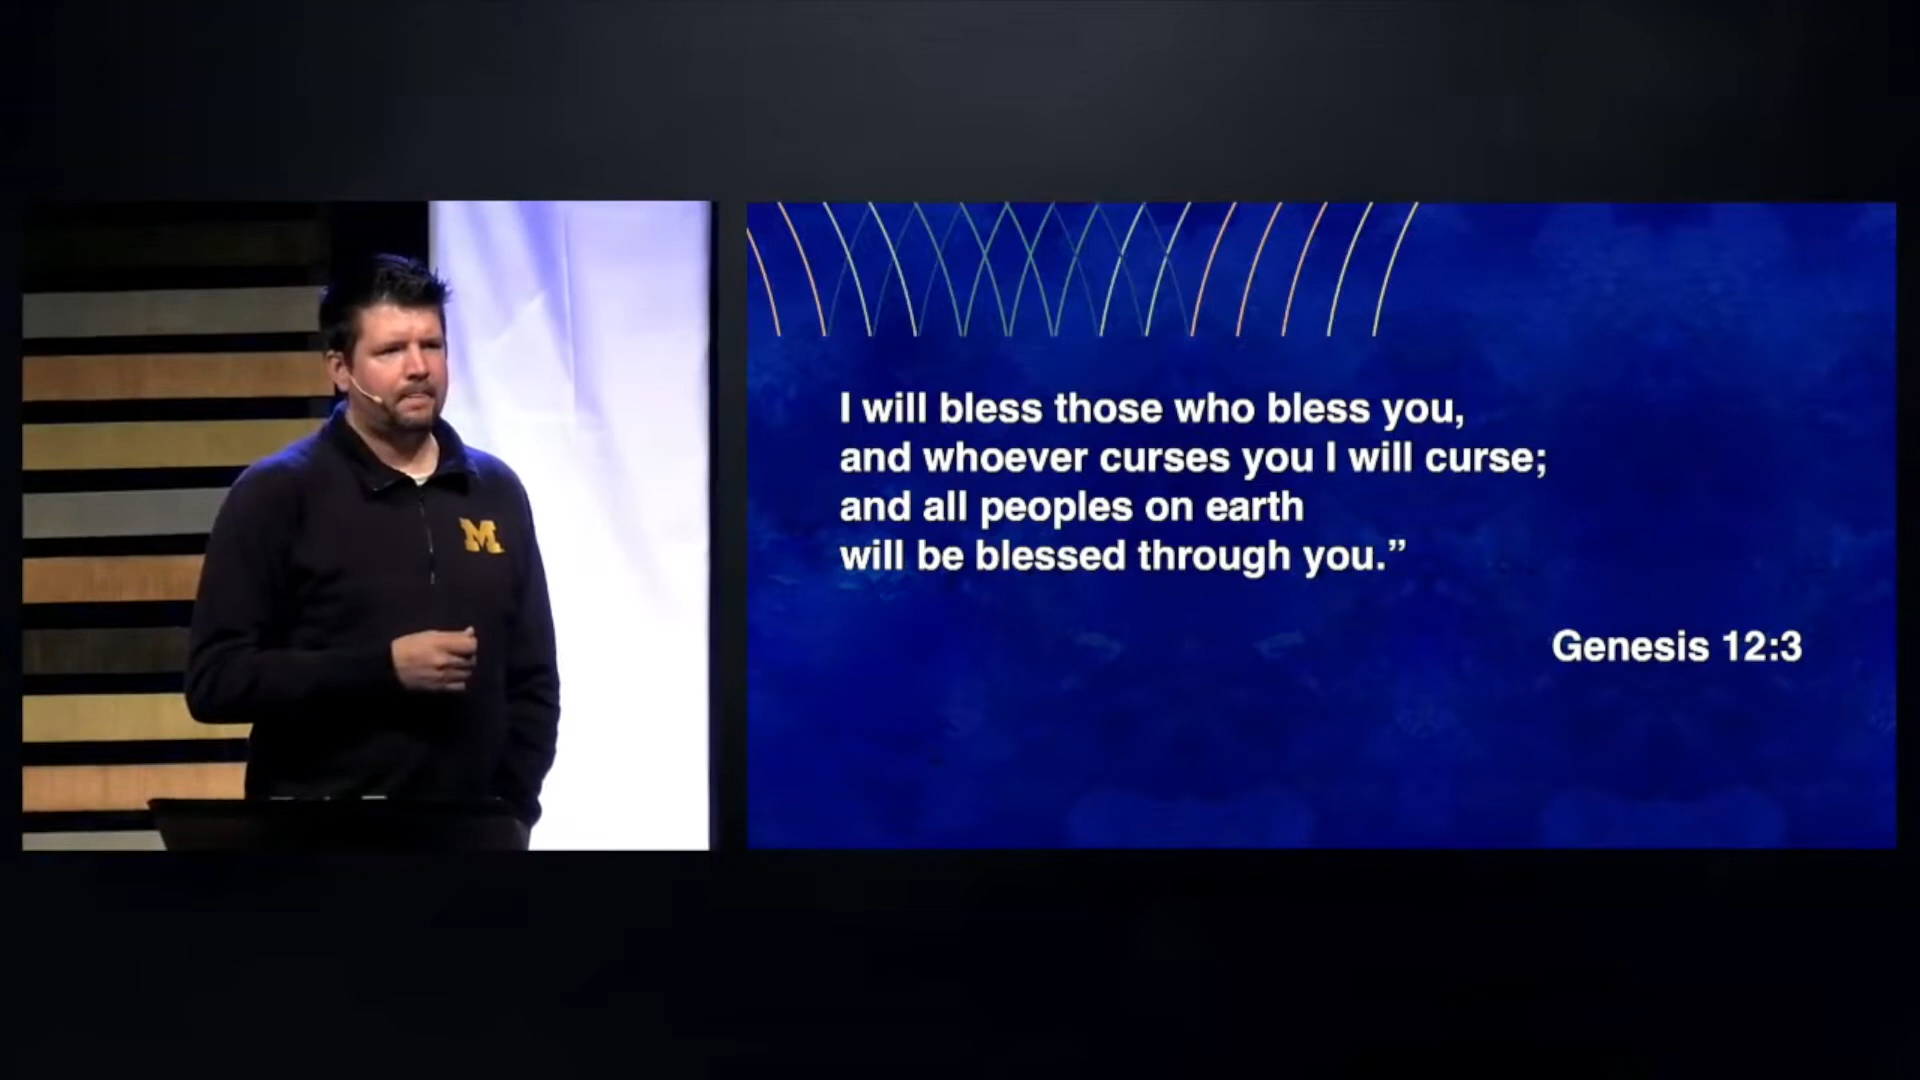 M
I will bless those who bless you,
and whoever curses you I will curse;
and all peoples on earth
will be blessed through you.”
Genesis 12:3